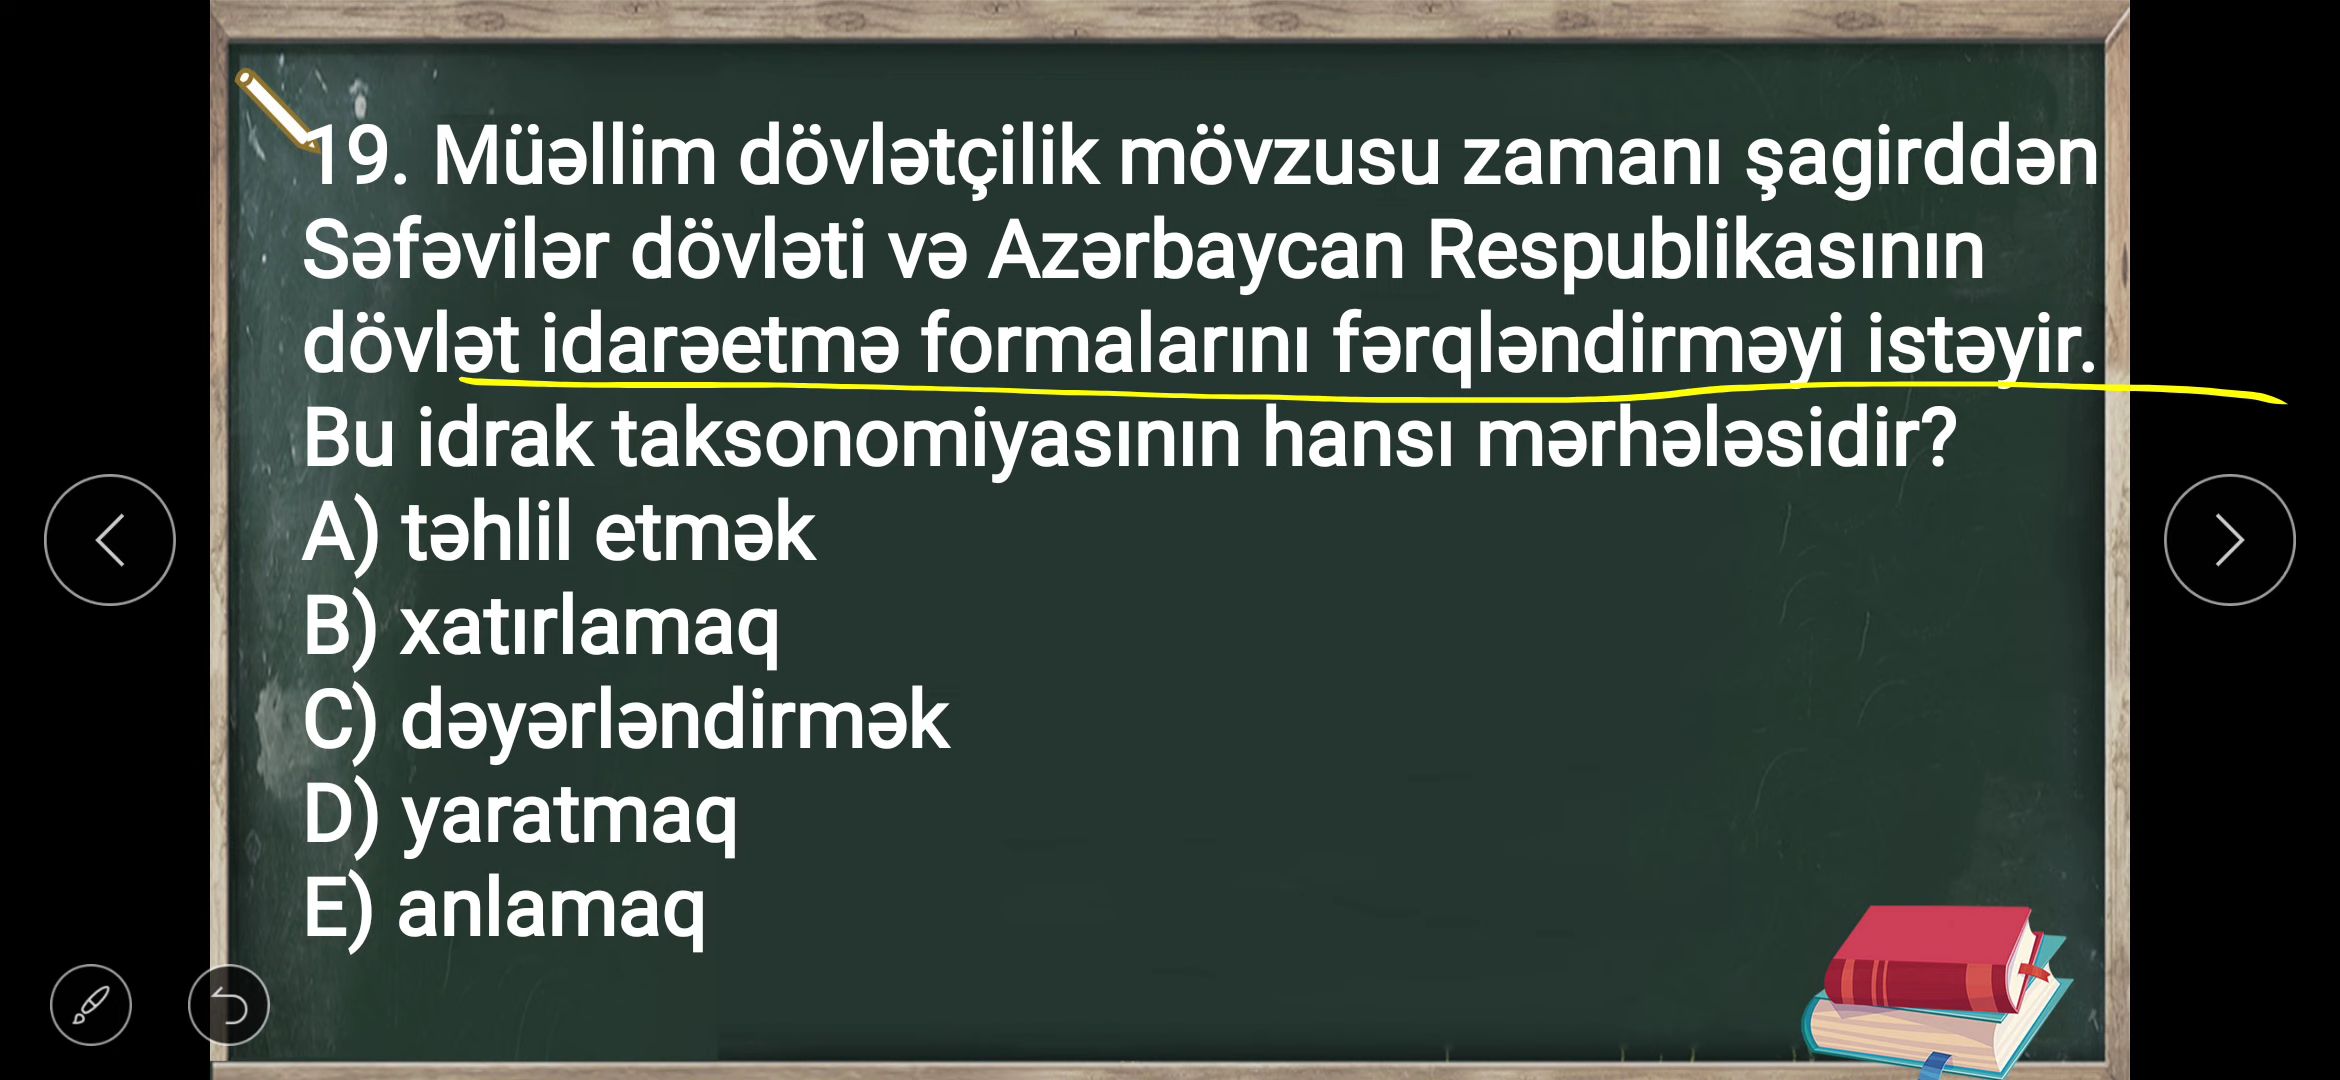 19. Müəllim dövlətçilik mövzusu zamanı şagirddən
Səfəvilər dövləti və Azərbaycan Respublikasının
dövlət idarəetmə formalarını fərqləndirməyi istəyir.
Bu idrak taksonomiyasının hansı mərhələsidir?
A) təhlil etmək
B) xatırlamaq
C) dəyərləndirmək
D) yaratmaq
E) anlamaq